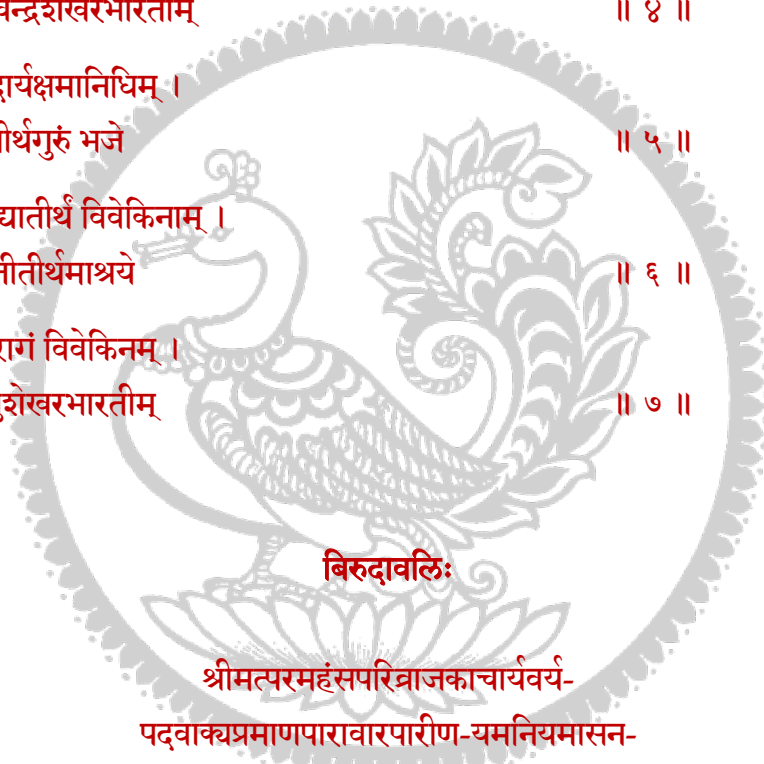 न्द्रशेखरभारतीम् ॥ ४ ॥
र्यक्षमानिधिम् ।
र्थगुरुं भजे ॥ ५ ॥
द्यातीर्थं विवेकिनाम् ।
तीर्थमाश्रये ॥ ६ ॥
रागं विवेकिनम् ।
शेखरभारतीम् ॥ ७ ॥
बिरुदावलिः
श्रीमत्परमहंसपरिव्राजकाचार्यवर्य-
पदवाक्यप्रमाणपारावारपारीण-यमनियमासन-